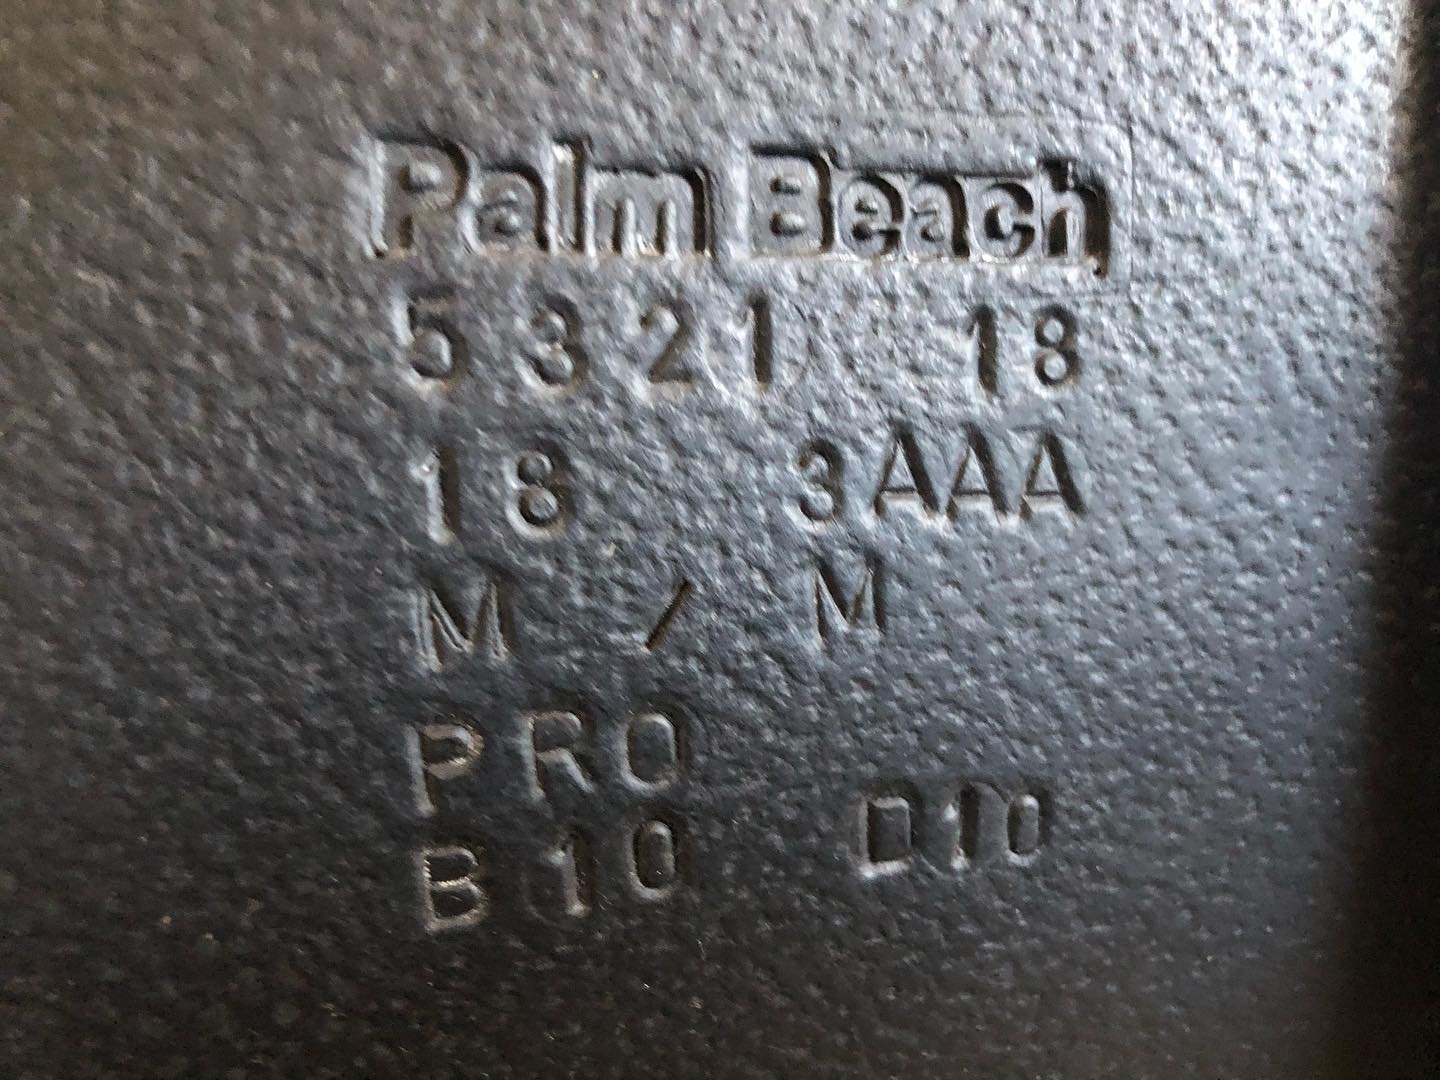 Palm Beach
5321 18
18 3AAA
M / M
PRO
B10 D10